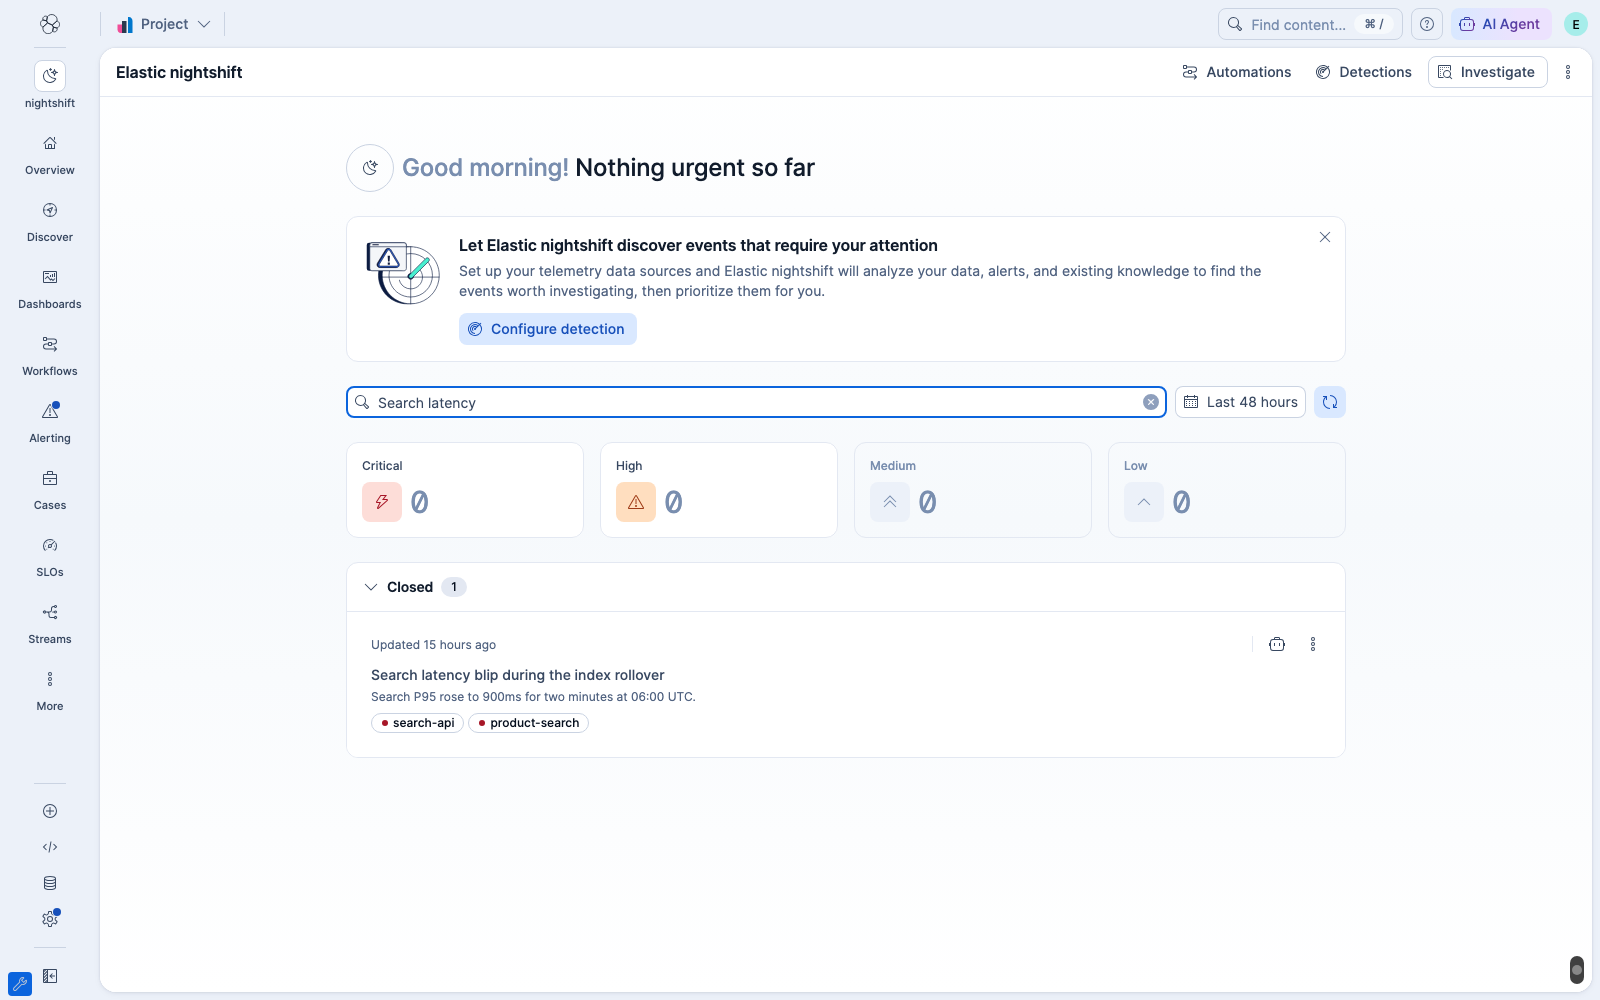 Project
Find content...
⌘ /
AI Agent
E
Elastic nightshift
Automations
Detections
Investigate
nightshift
Overview
Discover
Dashboards
Workflows
Alerting
Cases
SLOs
Streams
More
Good morning! Nothing urgent so far
Let Elastic nightshift discover events that require your attention
Set up your telemetry data sources and Elastic nightshift will analyze your data, alerts, and existing knowledge to find the
events worth investigating, then prioritize them for you.
Configure detection
Search latency
Last 48 hours
Critical
0
High
0
Medium
0
Low
0
Closed 1
Updated 15 hours ago
Search latency blip during the index rollover
Search P95 rose to 900ms for two minutes at 06:00 UTC.
search-api
product-search